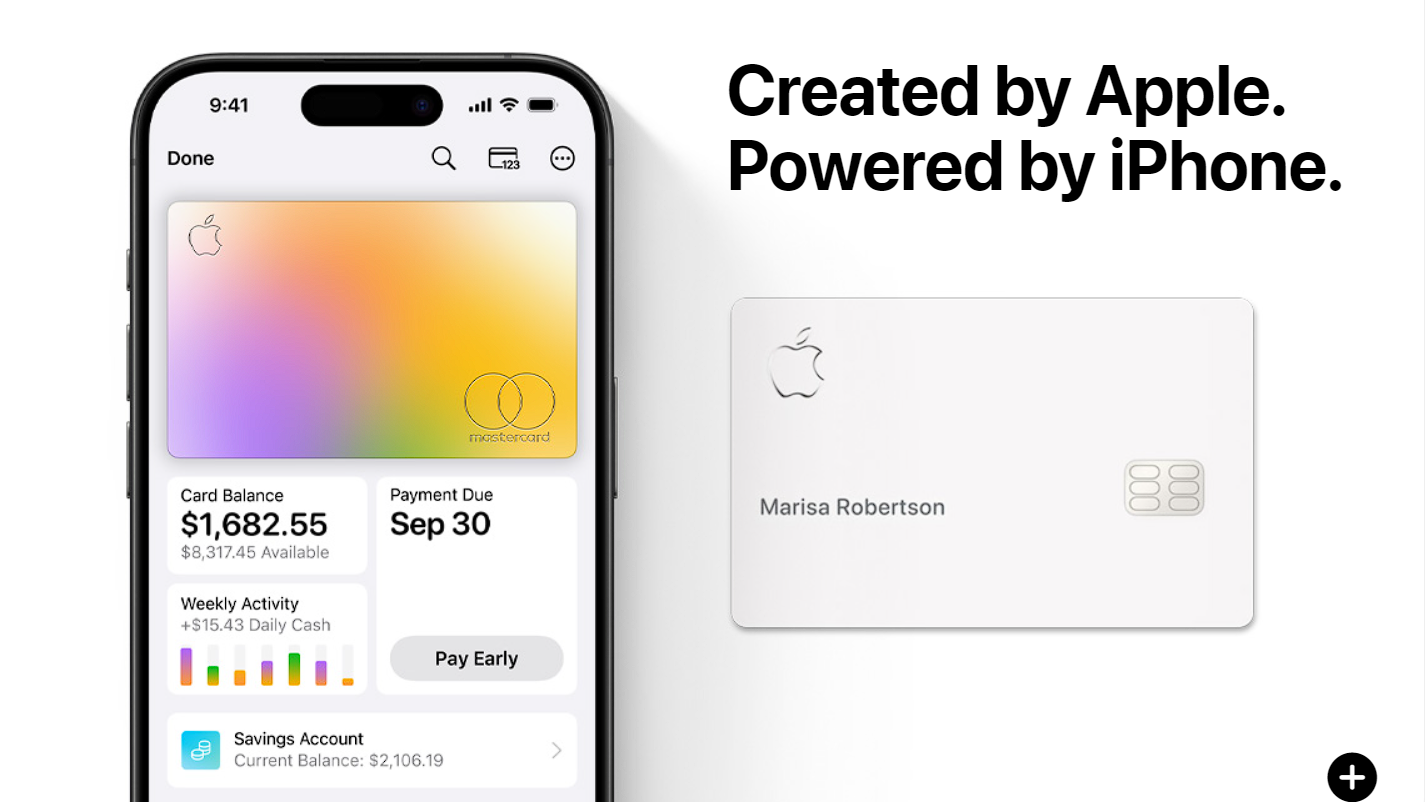 9:41
Done
123
mastercard
Card Balance
$1,682.55
$8,317.45 Available
Payment Due
Sep 30
Weekly Activity
+$15.43 Daily Cash
Pay Early
Savings Account
Current Balance: $2,106.19
Created by Apple.
Powered by iPhone.
Marisa Robertson